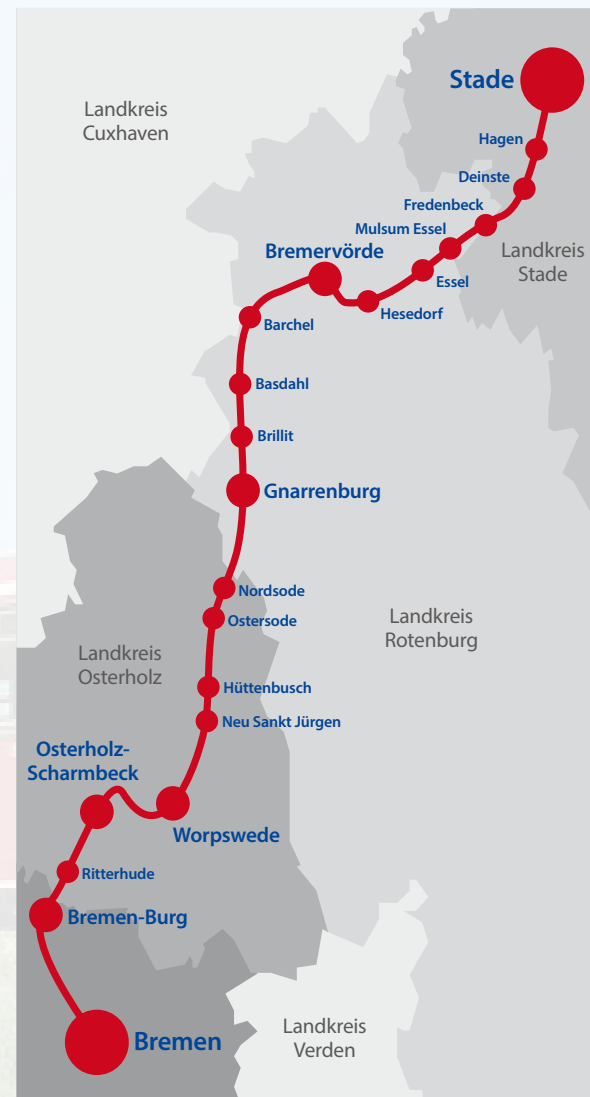 Stade
Landkreis
Cuxhaven
Hagen
Deinste
Fredenbeck
Mulsum Essel
Landkreis
Stade
Bremervörde
Essel
Hesedorf
Barchel
Basdahl
Brillit
Gnarrenburg
Nordsode
Ostersode
Landkreis
Rotenburg
Landkreis
Osterholz
Hüttenbusch
Neu Sankt Jürgen
Osterholz-
Scharmbeck
Worpswede
Ritterhude
Bremen-Burg
Landkreis
Verden
Bremen